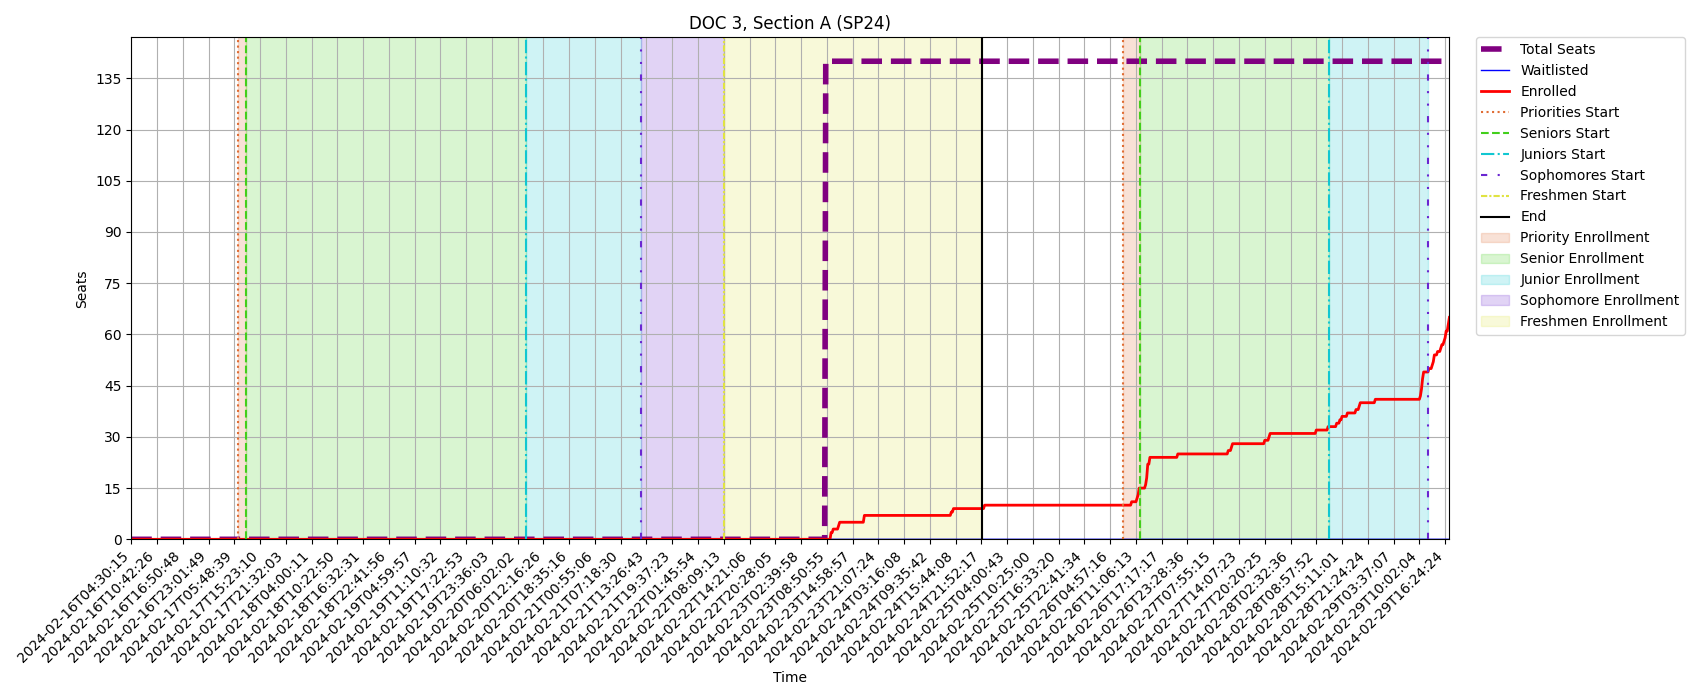 DOC 3, Section A (SP24)
Total Seats
Waitlisted
Enrolled
Priorities Start
Seniors Start
Juniors Start
Sophomores Start
Freshmen Start
End
Priority Enrollment
Senior Enrollment
Junior Enrollment
Sophomore Enrollment
Freshmen Enrollment
Seats
135
120
105
90
75
60
45
30
15
0
2024-02-16T04:30:15
2024-02-16T10:42:26
2024-02-16T16:50:48
2024-02-16T23:01:49
2024-02-17T05:48:39
2024-02-17T15:23:10
2024-02-17T21:32:03
2024-02-18T04:00:11
2024-02-18T10:22:50
2024-02-18T16:32:31
2024-02-18T22:41:56
2024-02-19T04:59:57
2024-02-19T11:10:32
2024-02-19T17:22:53
2024-02-19T23:36:03
2024-02-20T06:02:02
2024-02-20T12:16:26
2024-02-20T18:35:16
2024-02-21T00:55:06
2024-02-21T07:18:30
2024-02-21T13:26:43
2024-02-21T19:37:23
2024-02-22T01:45:54
2024-02-22T08:09:13
2024-02-22T14:21:06
2024-02-22T20:28:05
2024-02-23T02:39:58
2024-02-23T08:50:55
2024-02-23T14:58:57
2024-02-23T21:07:24
2024-02-24T03:16:08
2024-02-24T09:35:42
2024-02-24T15:44:08
2024-02-24T21:52:17
2024-02-25T04:00:43
2024-02-25T10:25:00
2024-02-25T16:33:20
2024-02-25T22:41:34
2024-02-26T04:57:16
2024-02-26T11:06:13
2024-02-26T17:17:17
2024-02-26T23:28:36
2024-02-27T07:55:15
2024-02-27T14:07:23
2024-02-27T20:20:25
2024-02-28T02:32:36
2024-02-28T08:57:52
2024-02-28T15:11:01
2024-02-28T21:24:24
2024-02-29T03:37:07
2024-02-29T10:02:04
2024-02-29T16:24:24
Time